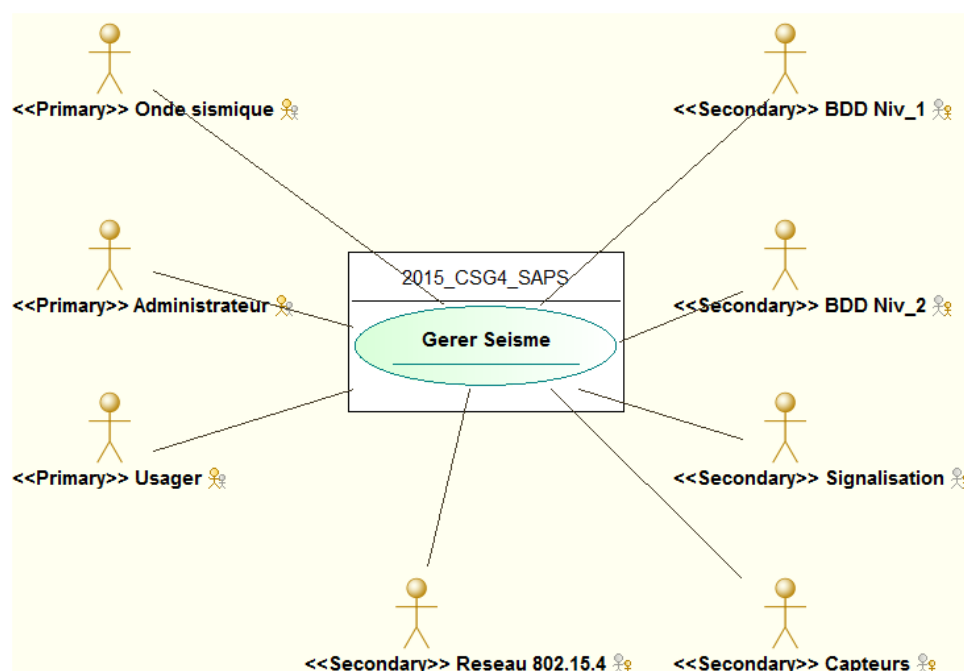 <<Primary>> Onde sismique
<<Secondary>> BDD Niv_1
2015_CSG4_SAPS
<<Primary>> Administrateur
<<Secondary>> BDD Niv_2
Gerer Seisme
<<Primary>> Usager
<<Secondary>> Signalisation
<<Secondary>> Reseau 802.15.4
<<Secondary>> Capteurs